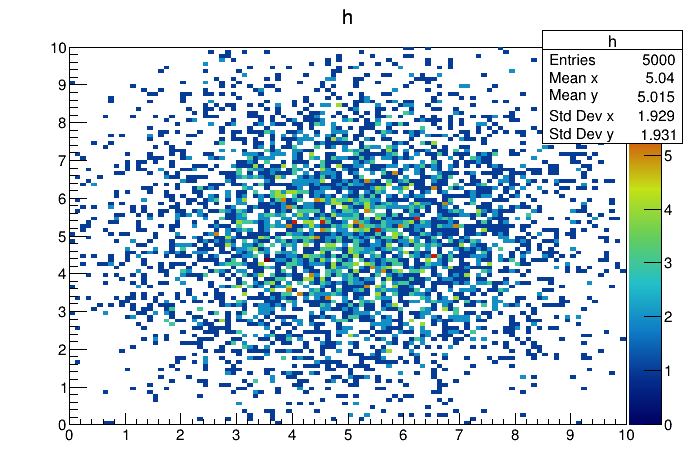 h
h
Entries 5000
Mean x 5.04
Mean y 5.015
Std Dev x 1.929
Std Dev y 1.931
10
9
8
7
6
5
4
3
2
1
0
0 1 2 3 4 5 6 7 8 9 10
5
4
3
2
1
0